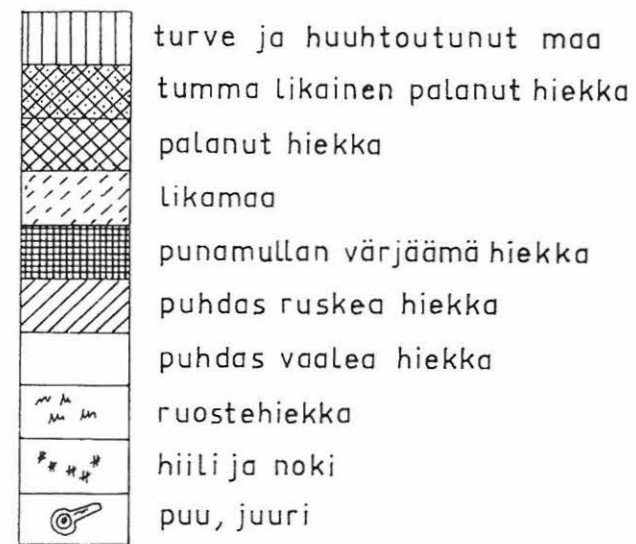 turve ja huuhtoutunut maa
tumma likainen palanut hiekka
palanut hiekka
likamaa
punamullan värjäämä hiekka
puhdas ruskea hiekka
puhdas vaalea hiekka
ruostehiekka
hiili ja noki
puu, juuri